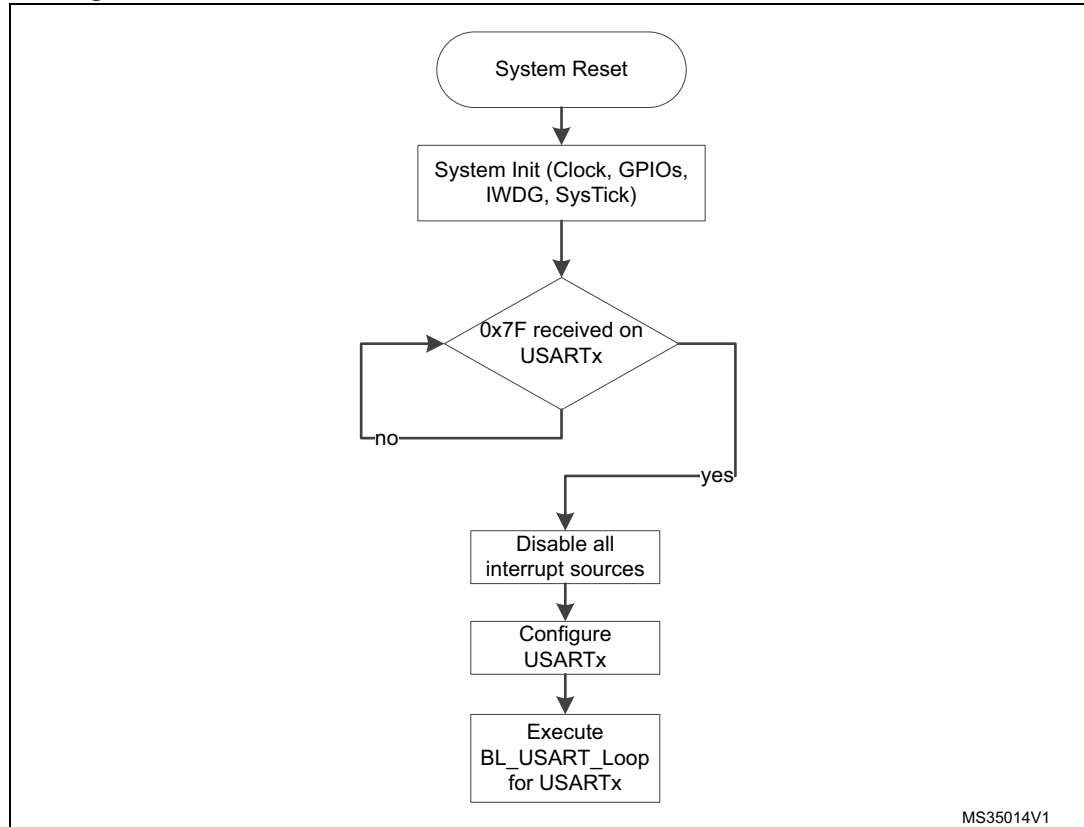 System Reset
System Init (Clock, GPIOs,
IWDG, SysTick)
0x7F received on
USARTx
no
yes
Disable all
interrupt sources
Configure
USARTx
Execute
BL_USART_Loop
for USARTx
MS35014V1